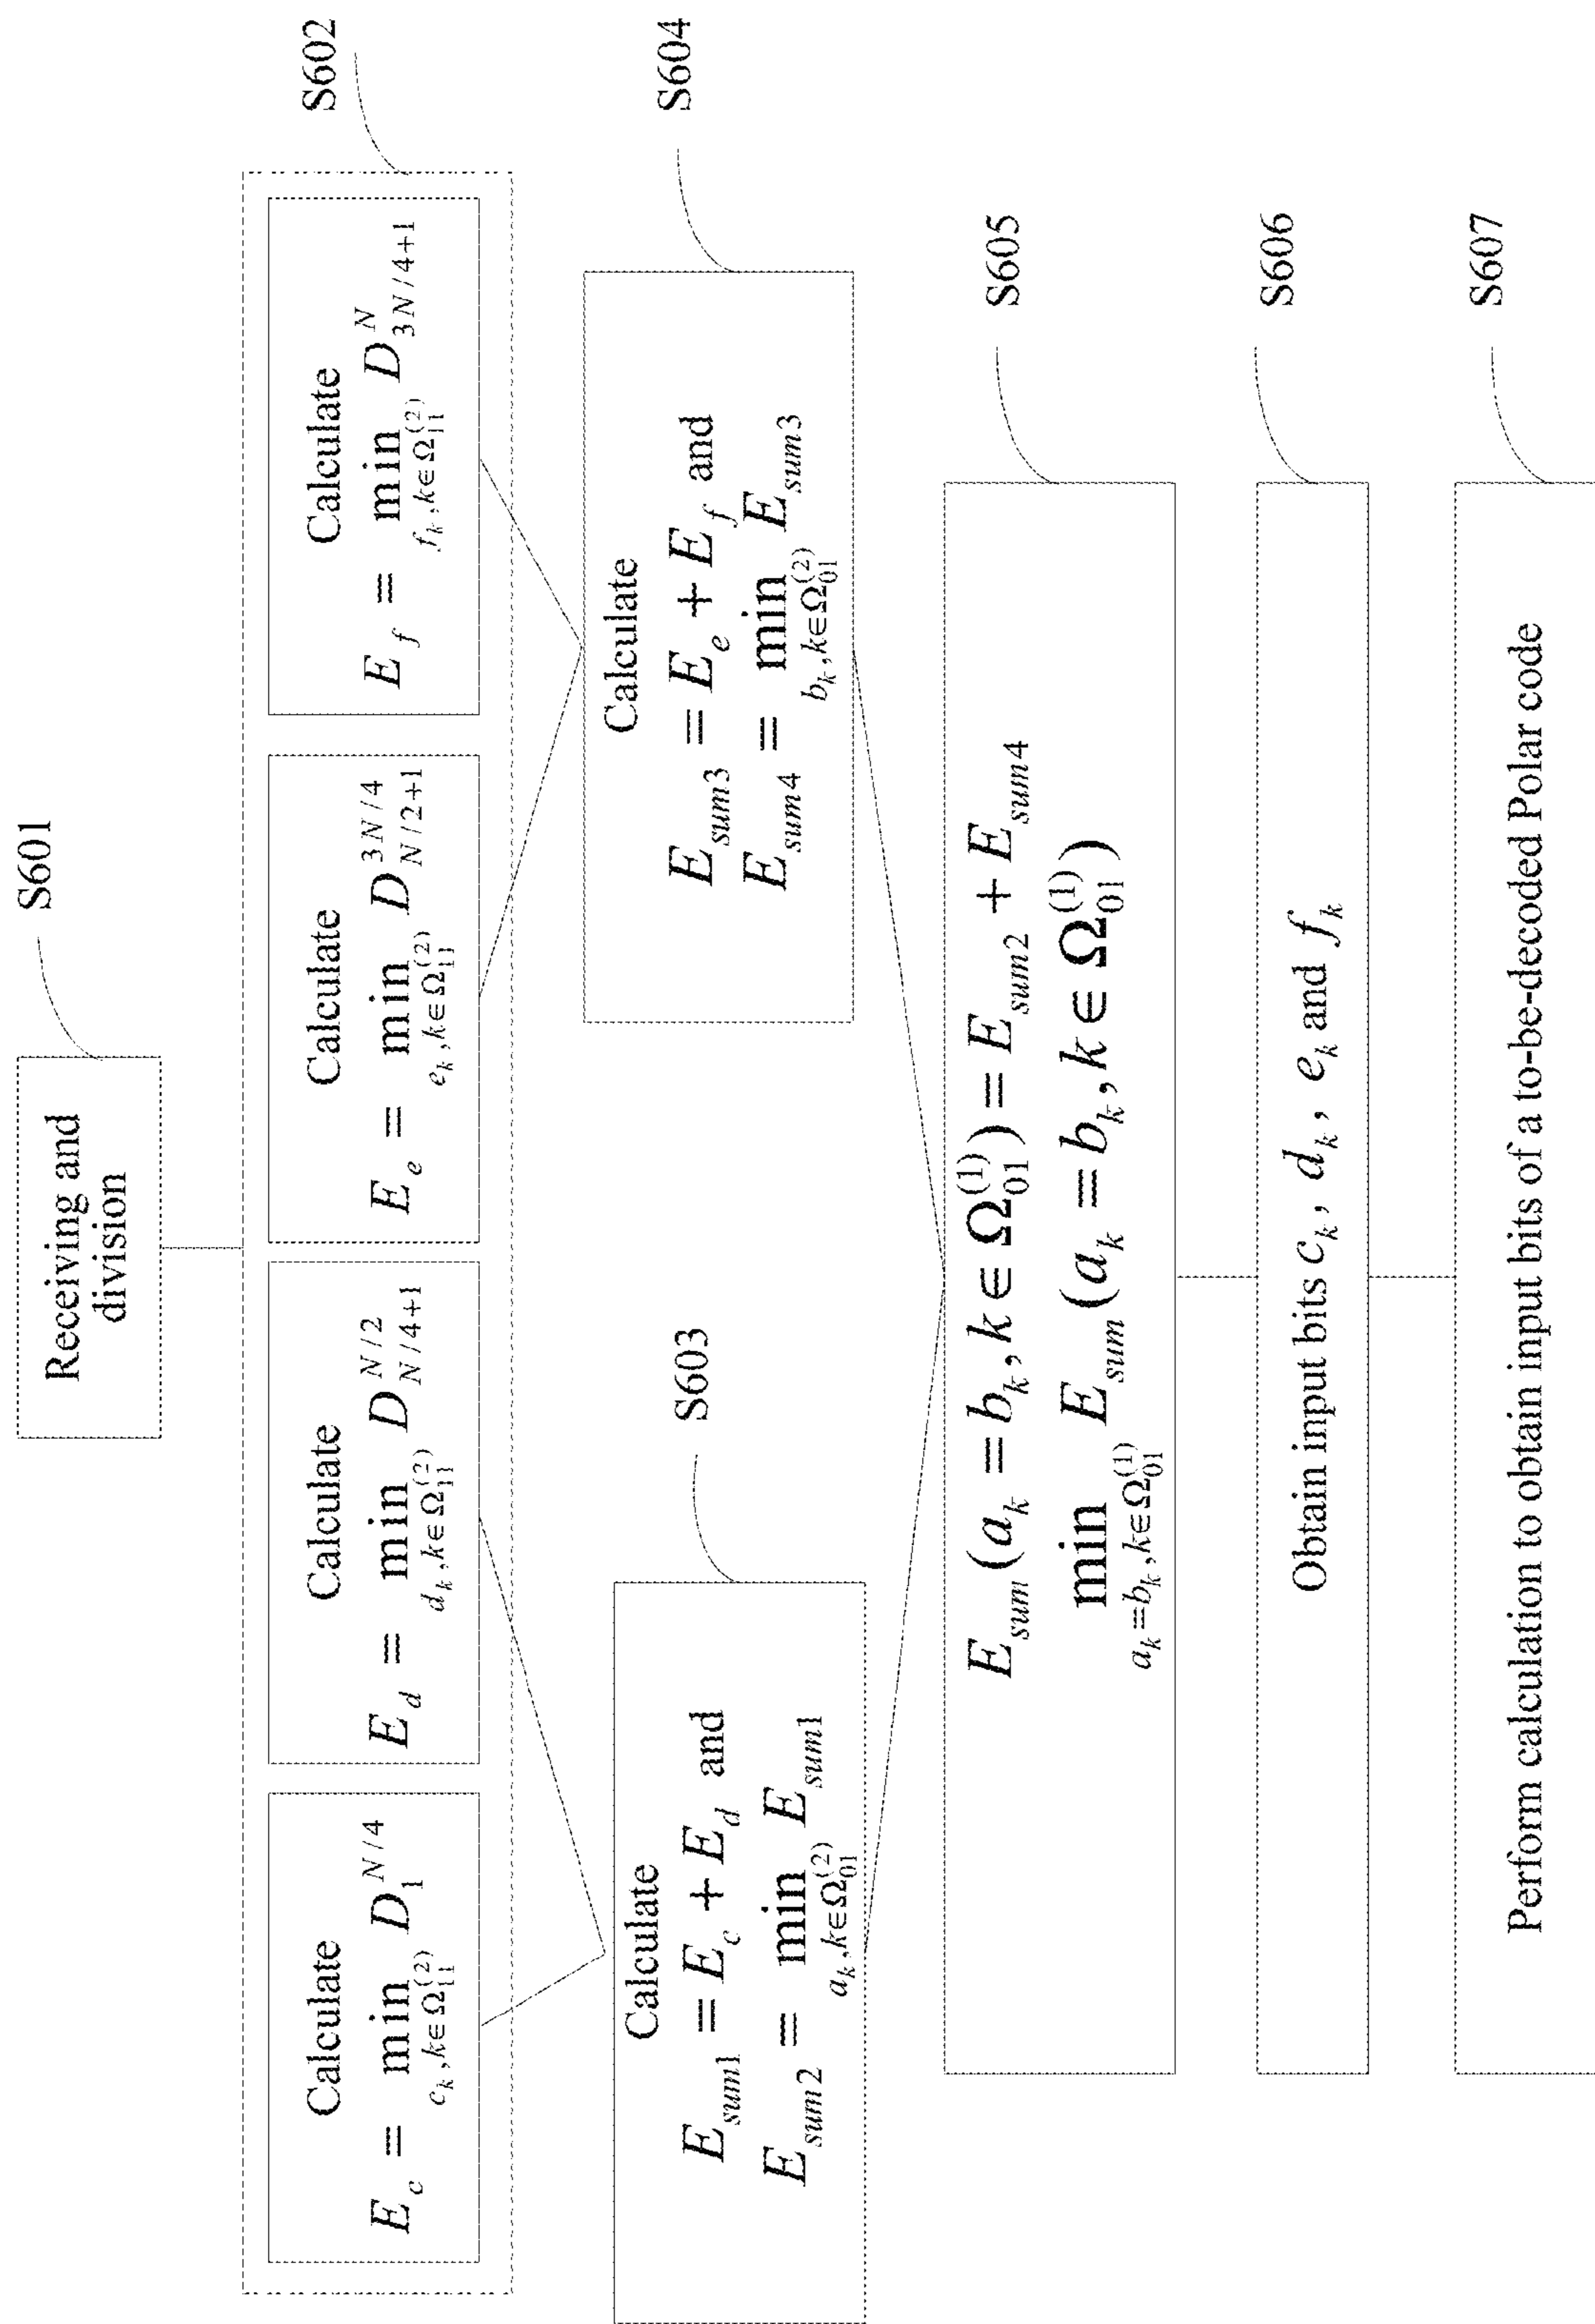 S601
Receiving and
division
S602
Calculate
E_c = min_{c_k, k∈Ω_{11}^{(2)}} D_1^{N/4}
Calculate
E_d = min_{d_k, k∈Ω_{11}^{(2)}} D_{N/4+1}^{N/2}
Calculate
E_e = min_{e_k, k∈Ω_{11}^{(2)}} D_{N/2+1}^{3N/4}
Calculate
E_f = min_{f_k, k∈Ω_{11}^{(2)}} D_{3N/4+1}^{N}
S603
Calculate
E_{sum1} = E_c + E_d and
E_{sum2} = min_{a_k, k∈Ω_{01}^{(2)}} E_{sum1}
S604
Calculate
E_{sum3} = E_e + E_f and
E_{sum4} = min_{b_k, k∈Ω_{01}^{(2)}} E_{sum3}
S605
E_{sum}(a_k = b_k, k ∈ Ω_{01}^{(1)}) = E_{sum2} + E_{sum4}
min_{a_k=b_k, k∈Ω_{01}^{(1)}} E_{sum}(a_k = b_k, k ∈ Ω_{01}^{(1)})
S606
Obtain input bits c_k, d_k, e_k and f_k
S607
Perform calculation to obtain input bits of a to-be-decoded Polar code